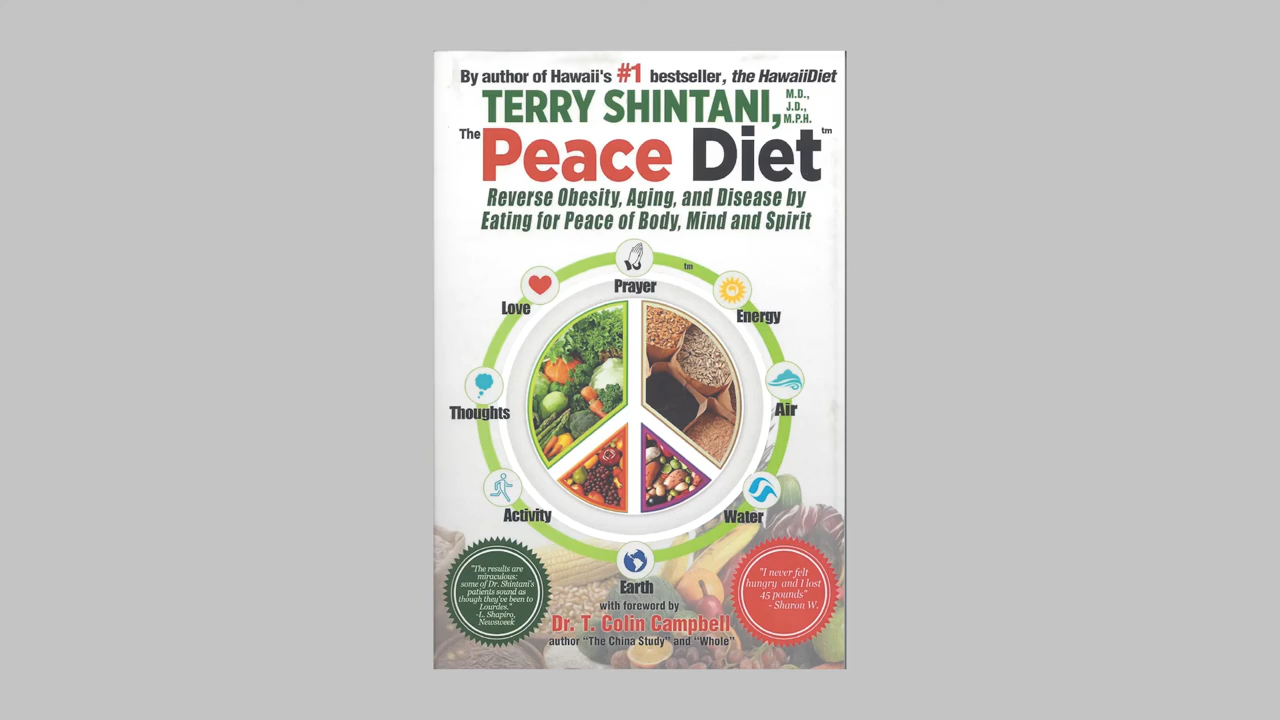 By author of Hawaii's #1 bestseller, the HawaiiDiet
TERRY SHINTANI, M.D., J.D., M.P.H.
The Peace Diet tm
Reverse Obesity, Aging, and Disease by
Eating for Peace of Body, Mind and Spirit
tm
Prayer
Love
Energy
Thoughts
Air
Activity
Water
Earth
"The results are
miraculous:
some of Dr. Shintani's
patients sound as
though they've been to
Lourdes."
-L. Shapiro,
Newsweek
"I never felt
hungry and I lost
45 pounds"
- Sharon W.
with foreword by
Dr. T. Colin Campbell
author "The China Study" and "Whole"